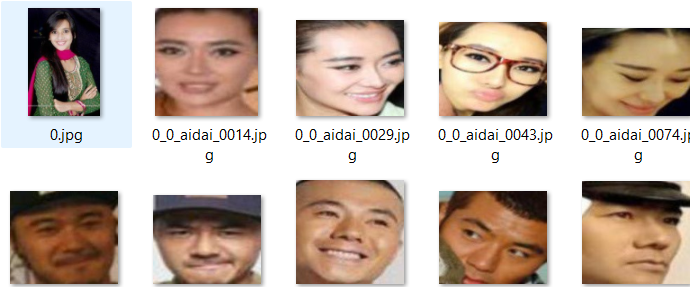 0.jpg
0_0_aidai_0014.jp
g
0_0_aidai_0029.jp
g
0_0_aidai_0043.jp
g
0_0_aidai_0074.jp
g